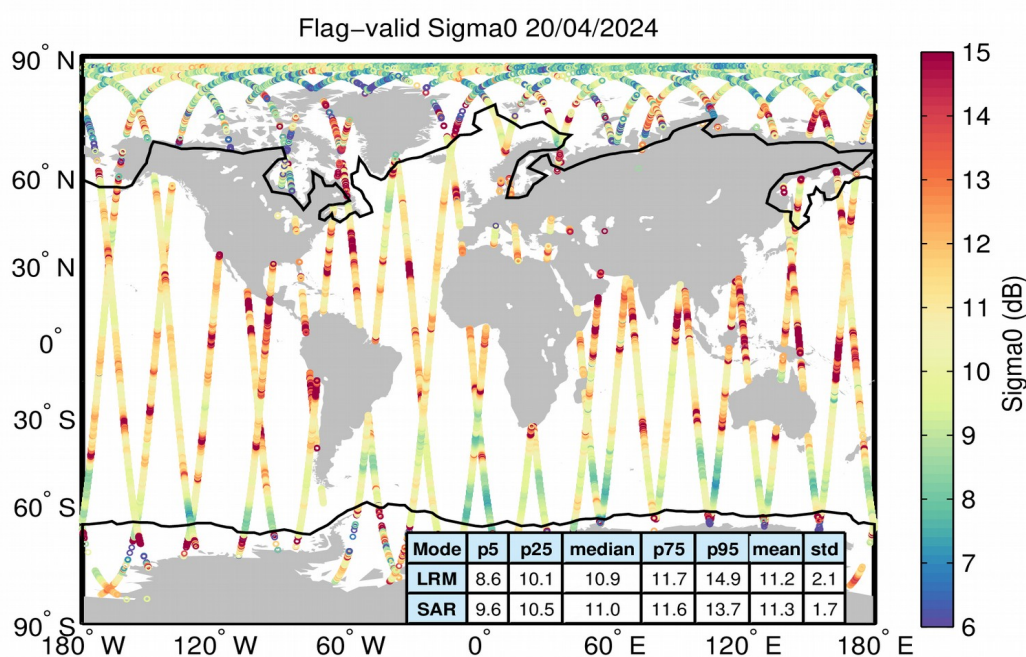 Flag−valid Sigma0 20/04/2024
90° N
60° N
30° N
0°
30° S
60° S
90° S
180° W 120° W 60° W 0° 60° E 120° E 180° E
Mode p5 p25 median p75 p95 mean std
LRM 8.6 10.1 10.9 11.7 14.9 11.2 2.1
SAR 9.6 10.5 11.0 11.6 13.7 11.3 1.7
15
14
13
12
11
10
9
8
7
6
Sigma0 (dB)